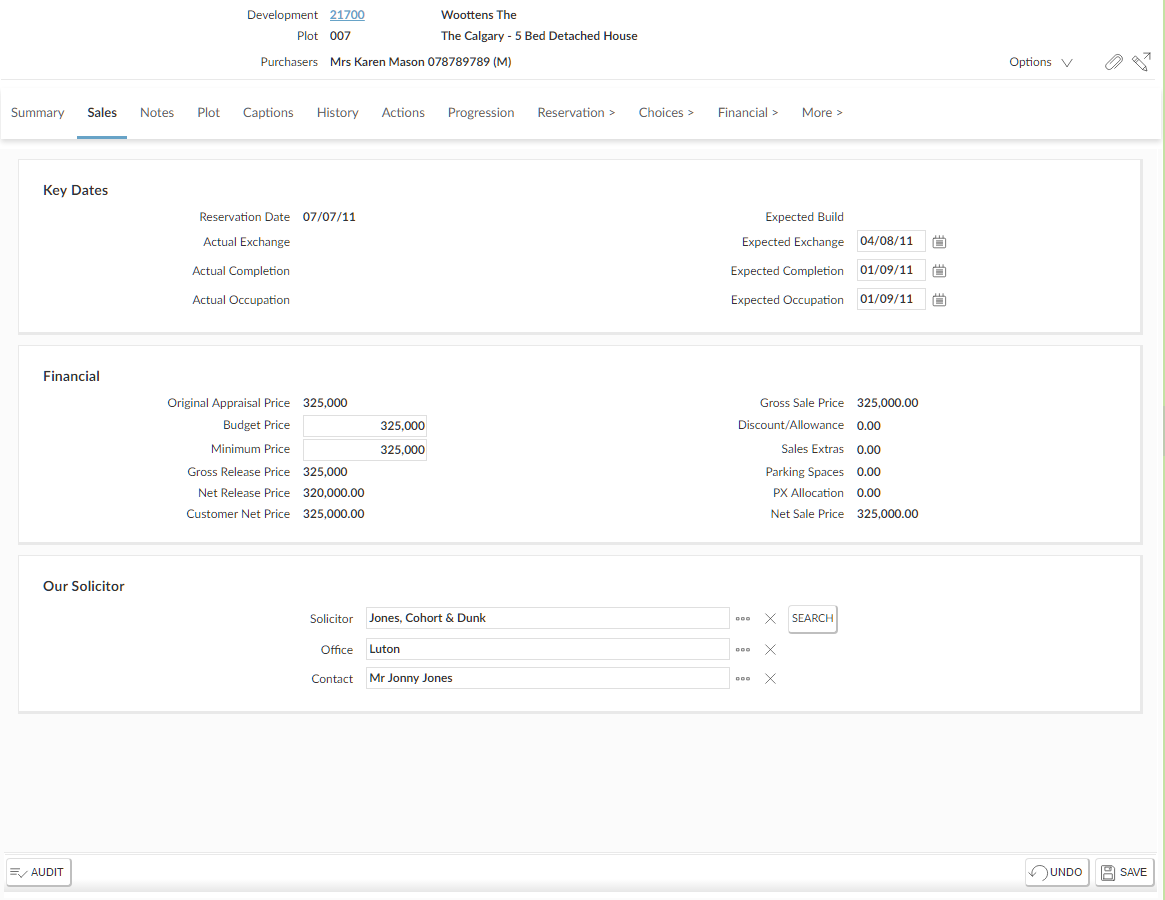 Development 21700 Woottens The
Plot 007 The Calgary - 5 Bed Detached House
Purchasers Mrs Karen Mason 078789789 (M) Options
Summary Sales Notes Plot Captions History Actions Progression Reservation > Choices > Financial > More >
Key Dates
Reservation Date 07/07/11 Expected Build
Actual Exchange Expected Exchange 04/08/11
Actual Completion Expected Completion 01/09/11
Actual Occupation Expected Occupation 01/09/11
Financial
Original Appraisal Price 325,000 Gross Sale Price 325,000.00
Budget Price 325,000 Discount/Allowance 0.00
Minimum Price 325,000 Sales Extras 0.00
Gross Release Price 325,000 Parking Spaces 0.00
Net Release Price 320,000.00 PX Allocation 0.00
Customer Net Price 325,000.00 Net Sale Price 325,000.00
Our Solicitor
Solicitor Jones, Cohort & Dunk SEARCH
Office Luton
Contact Mr Jonny Jones
AUDIT UNDO SAVE